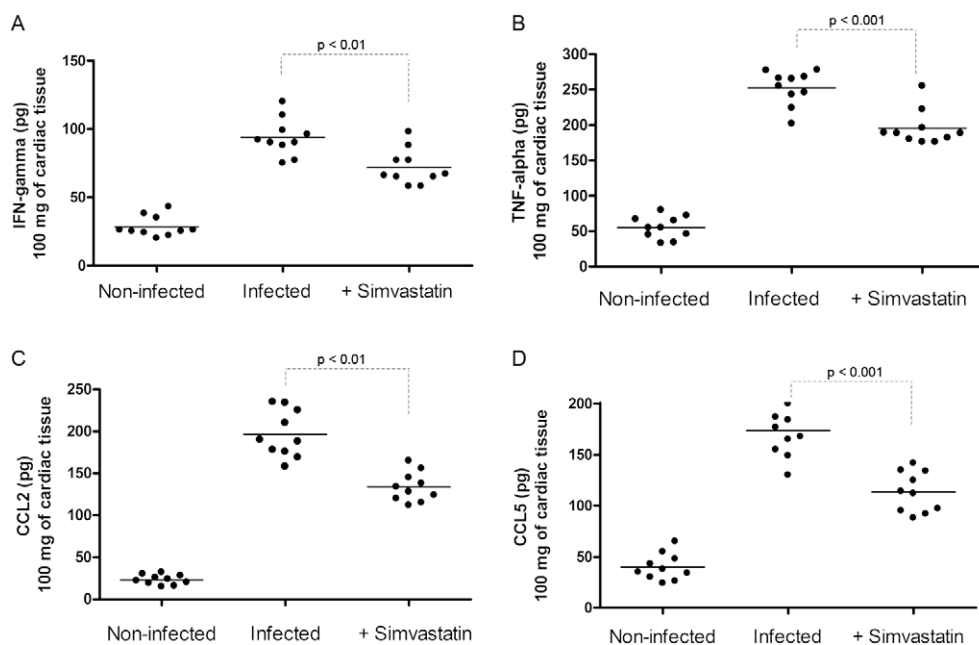 A
p < 0.01
IFN-gamma (pg)
100 mg of cardiac tissue
150
100
50
0
Non-infected
Infected
+ Simvastatin
B
p < 0.001
TNF-alpha (pg)
100 mg of cardiac tissue
300
250
200
150
100
50
0
Non-infected
Infected
+ Simvastatin
C
p < 0.01
CCL2 (pg)
100 mg of cardiac tissue
250
200
150
100
50
0
Non-infected
Infected
+ Simvastatin
D
p < 0.001
CCL5 (pg)
100 mg of cardiac tissue
200
150
100
50
0
Non-infected
Infected
+ Simvastatin